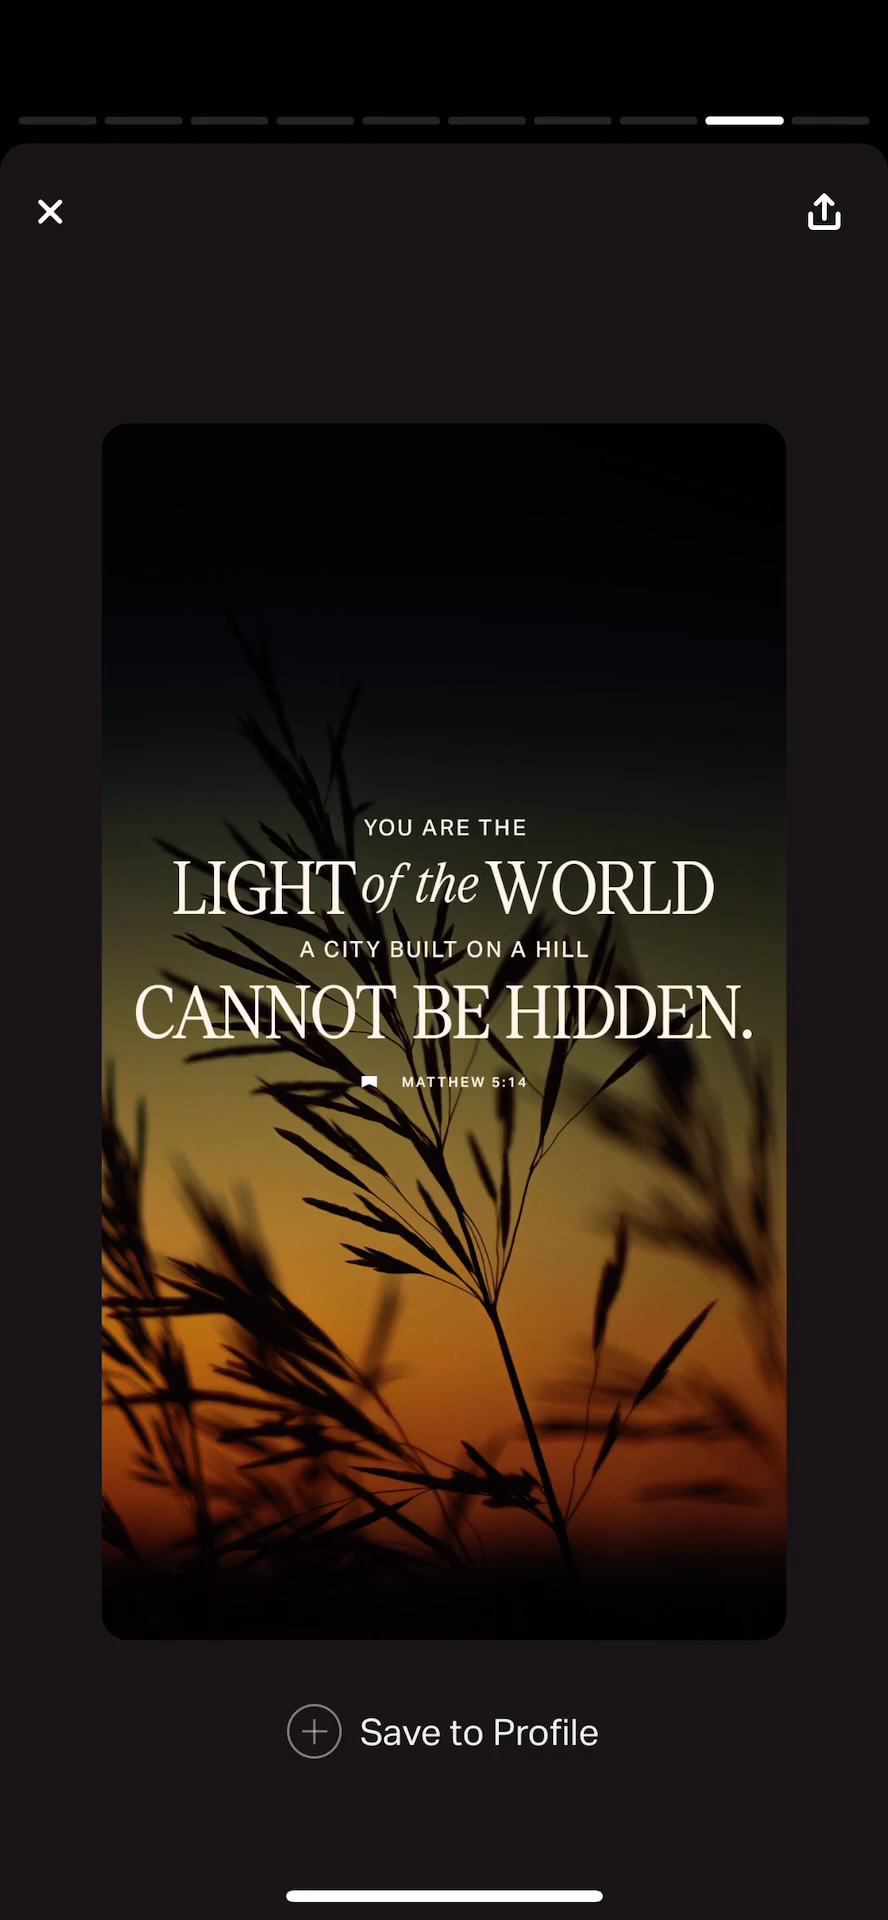 YOU ARE THE
LIGHT of the WORLD
A CITY BUILT ON A HILL
CANNOT BE HIDDEN.
MATTHEW 5:14
Save to Profile